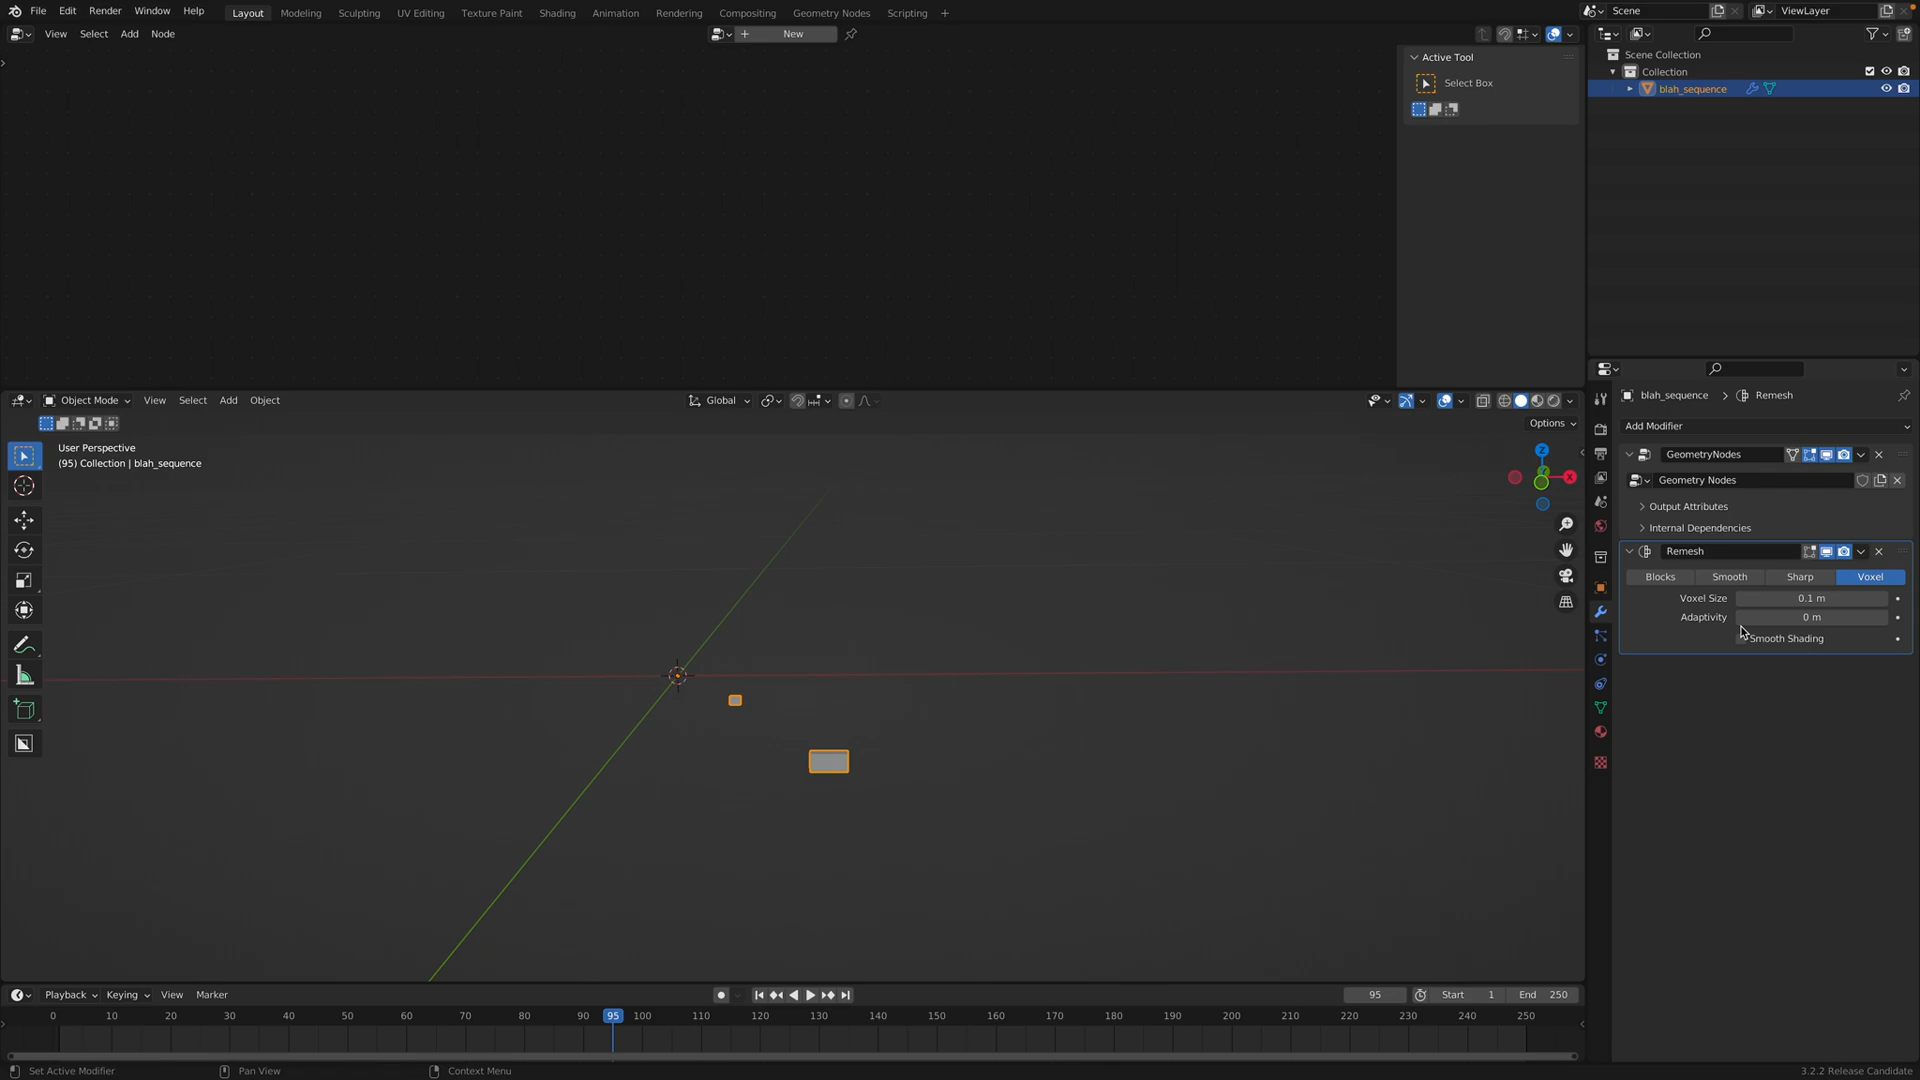 File Edit Render Window Help Layout Modeling Sculpting UV Editing Texture Paint Shading Animation Rendering Compositing Geometry Nodes Scripting + Scene ViewLayer
View Select Add Node + New
Active Tool
Select Box
Scene Collection
Collection
blah_sequence
Object Mode View Select Add Object Global
Options
User Perspective
(95) Collection | blah_sequence
Z
X
blah_sequence > Remesh
Add Modifier
GeometryNodes
Geometry Nodes
Output Attributes
Internal Dependencies
Remesh
Blocks Smooth Sharp Voxel
Voxel Size 0.1 m
Adaptivity 0 m
Smooth Shading
Playback Keying View Marker 95 Start 1 End 250
0 10 20 30 40 50 60 70 80 90 95 100 110 120 130 140 150 160 170 180 190 200 210 220 230 240 250
Set Active Modifier Pan View Context Menu 3.2.2 Release Candidate